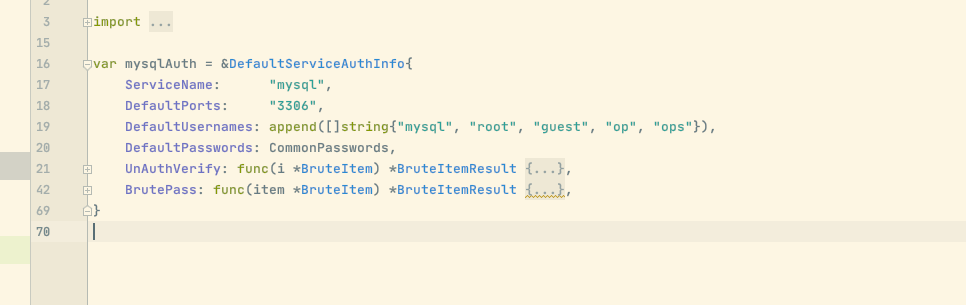 2
3 import ...
15
16 var mysqlAuth = &DefaultServiceAuthInfo{
17 ServiceName: "mysql",
18 DefaultPorts: "3306",
19 DefaultUsernames: append([]string{"mysql", "root", "guest", "op", "ops"}),
20 DefaultPasswords: CommonPasswords,
21 UnAuthVerify: func(i *BruteItem) *BruteItemResult {...},
42 BrutePass: func(item *BruteItem) *BruteItemResult {...},
69 }
70